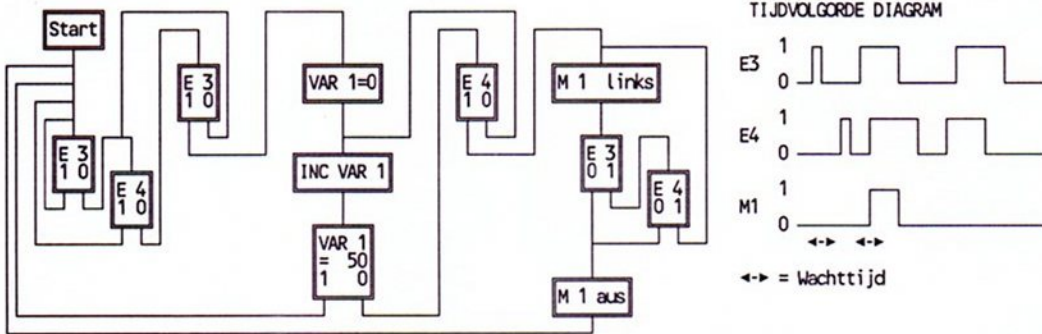 TIJDVOLGORDE DIAGRAM
Start
E 3
1 0
E 4
1 0
E 3
1 0
VAR 1=0
INC VAR 1
VAR 1
= 50
1 0
E 4
1 0
M 1 links
E 3
0 1
E 4
0 1
M 1 aus
E3
1
0
E4
1
0
M1
1
0
◄-► ◄-►
◄-► = Wachttijd